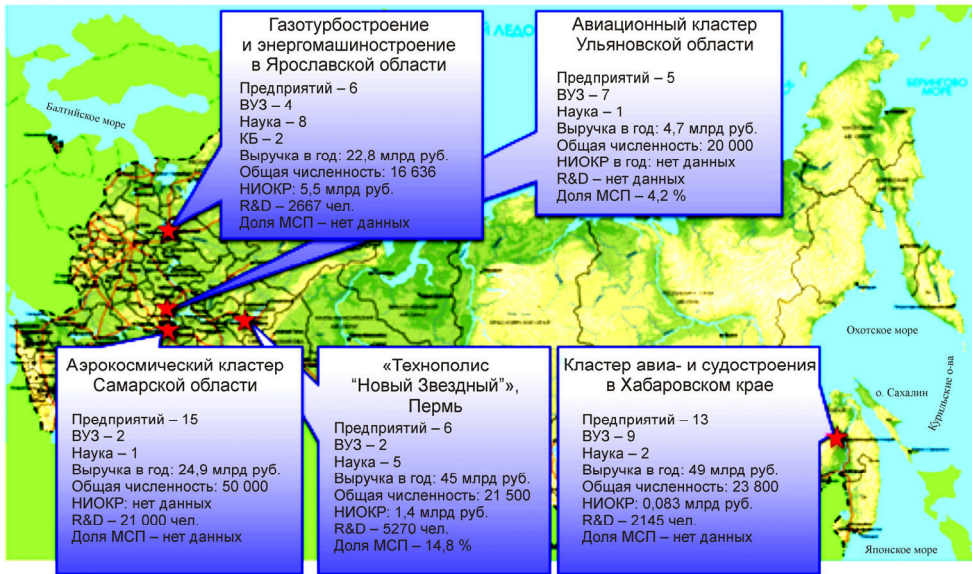 Газотурбостроение
и энергомашиностроение
в Ярославской области
Предприятий – 6
ВУЗ – 4
Наука – 8
КБ – 2
Выручка в год: 22,8 млрд руб.
Общая численность: 16 636
НИОКР: 5,5 млрд руб.
R&D – 2667 чел.
Доля МСП – нет данных
Авиационный кластер
Ульяновской области
Предприятий – 5
ВУЗ – 7
Наука – 1
Выручка в год: 4,7 млрд руб.
Общая численность: 20 000
НИОКР в год: нет данных
R&D – нет данных
Доля МСП – 4,2 %
БЕРИНГОВО
МОРЕ
Балтийское море
Охотское море
о. Сахалин
Курильские о-ва
Японское море
Аэрокосмический кластер
Самарской области
Предприятий – 15
ВУЗ – 2
Наука – 1
Выручка в год: 24,9 млрд руб.
Общая численность: 50 000
НИОКР: нет данных
R&D – 21 000 чел.
Доля МСП – нет данных
«Технополис
“Новый Звездный”»,
Пермь
Предприятий – 6
ВУЗ – 2
Наука – 5
Выручка в год: 45 млрд руб.
Общая численность: 21 500
НИОКР: 1,4 млрд руб.
R&D – 5270 чел.
Доля МСП – 14,8 %
Кластер авиа- и судостроения
в Хабаровском крае
Предприятий – 13
ВУЗ – 9
Наука – 2
Выручка в год: 49 млрд руб.
Общая численность: 23 800
НИОКР: 0,083 млрд руб.
R&D – 2145 чел.
Доля МСП – нет данных